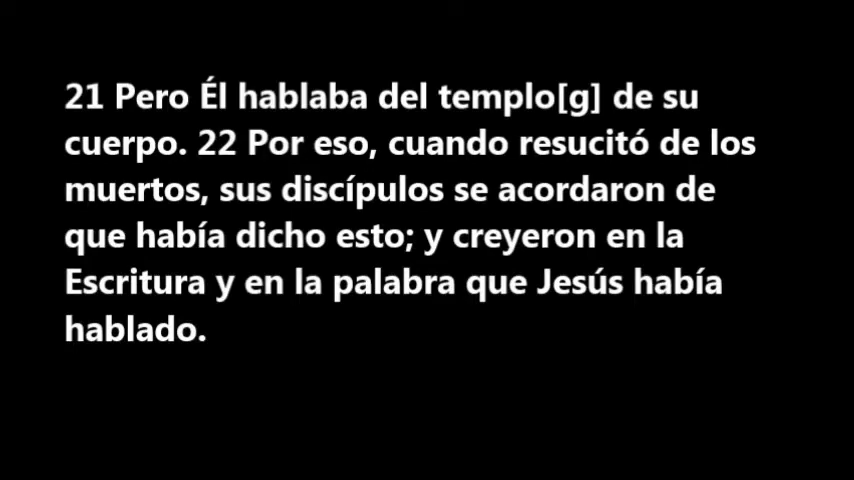 21 Pero Él hablaba del templo[g] de su
cuerpo. 22 Por eso, cuando resucitó de los
muertos, sus discípulos se acordaron de
que había dicho esto; y creyeron en la
Escritura y en la palabra que Jesús había
hablado.